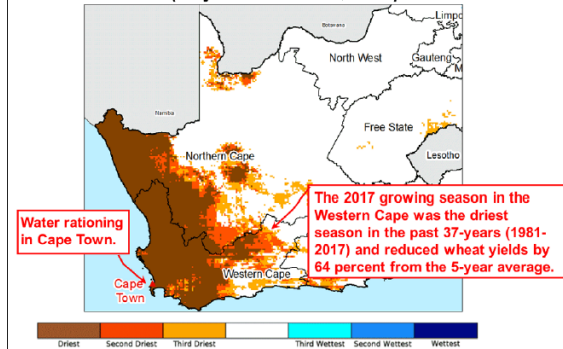 Botswana
Limpo
North West
Gauteng
M
Namibia
Free State
Northern Cape
Lesotho
The 2017 growing season in the
Western Cape was the driest
season in the past 37-years (1981-
2017) and reduced wheat yields by
64 percent from the 5-year average.
Water rationing
in Cape Town.
Cape
Town
Western Cape
Driest
Second Driest
Third Driest
Third Wettest
Second Wettest
Wettest